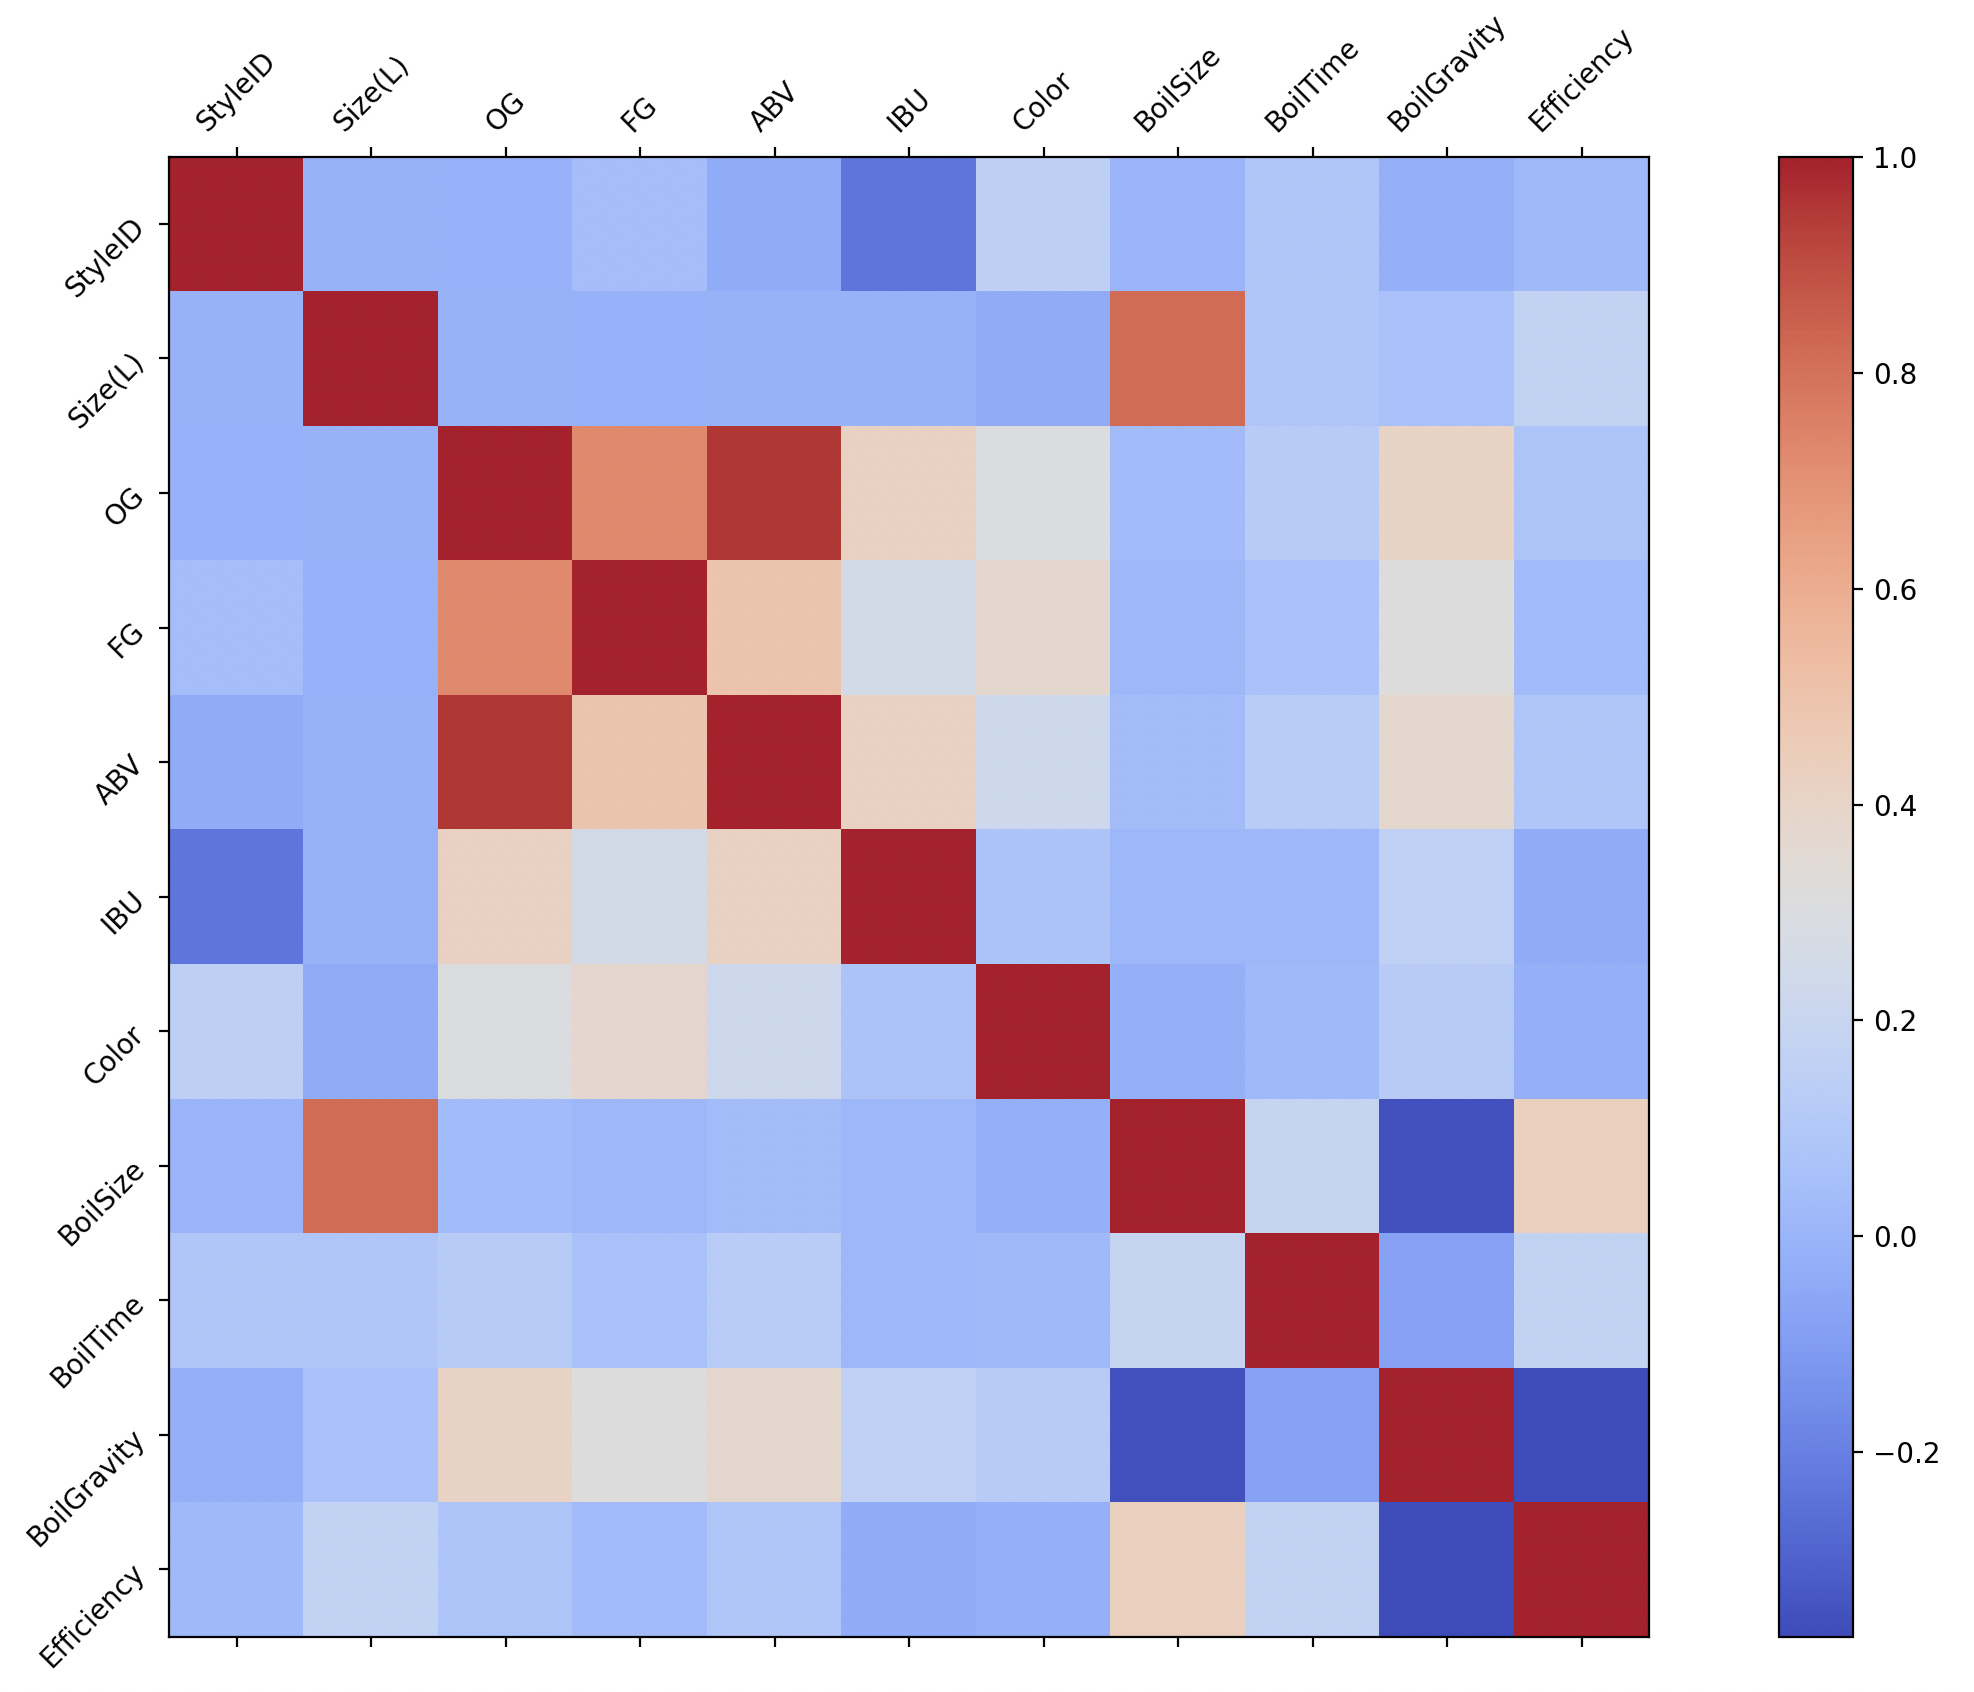 StyleID
Size(L)
OG
FG
ABV
IBU
Color
BoilSize
BoilTime
BoilGravity
Efficiency
StyleID
Size(L)
OG
FG
ABV
IBU
Color
BoilSize
BoilTime
BoilGravity
Efficiency
1.0
0.8
0.6
0.4
0.2
0.0
−0.2